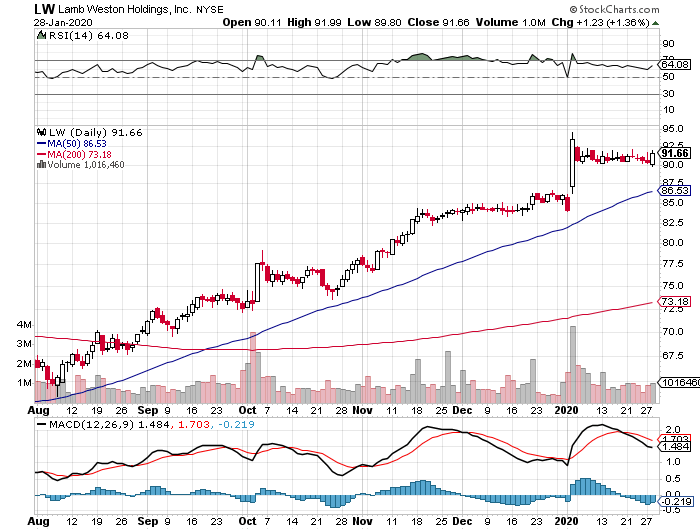 LW Lamb Weston Holdings, Inc. NYSE
© StockCharts.com
28-Jan-2020
Open 90.11 High 91.99 Low 89.80 Close 91.66 Volume 1.0M Chg +1.23 (+1.36%)
RSI(14) 64.08
90
70
64.08
50
30
10
LW (Daily) 91.66
MA(50) 86.53
MA(200) 73.18
Volume 1,016,460
95.0
92.5
91.66
90.0
87.5
86.53
85.0
82.5
80.0
77.5
75.0
73.18
72.5
70.0
67.5
65.0
4M
3M
2M
1M
1016460
Aug 12 19 26 Sep 9 16 23 Oct 7 14 21 28 Nov 11 18 25 Dec 9 16 23 2020 13 21 27
MACD(12,26,9) 1.484, 1.703, -0.219
2.0
1.703
1.484
1.0
0.5
0.0
-0.219
Aug 12 19 26 Sep 9 16 23 Oct 7 14 21 28 Nov 11 18 25 Dec 9 16 23 2020 13 21 27